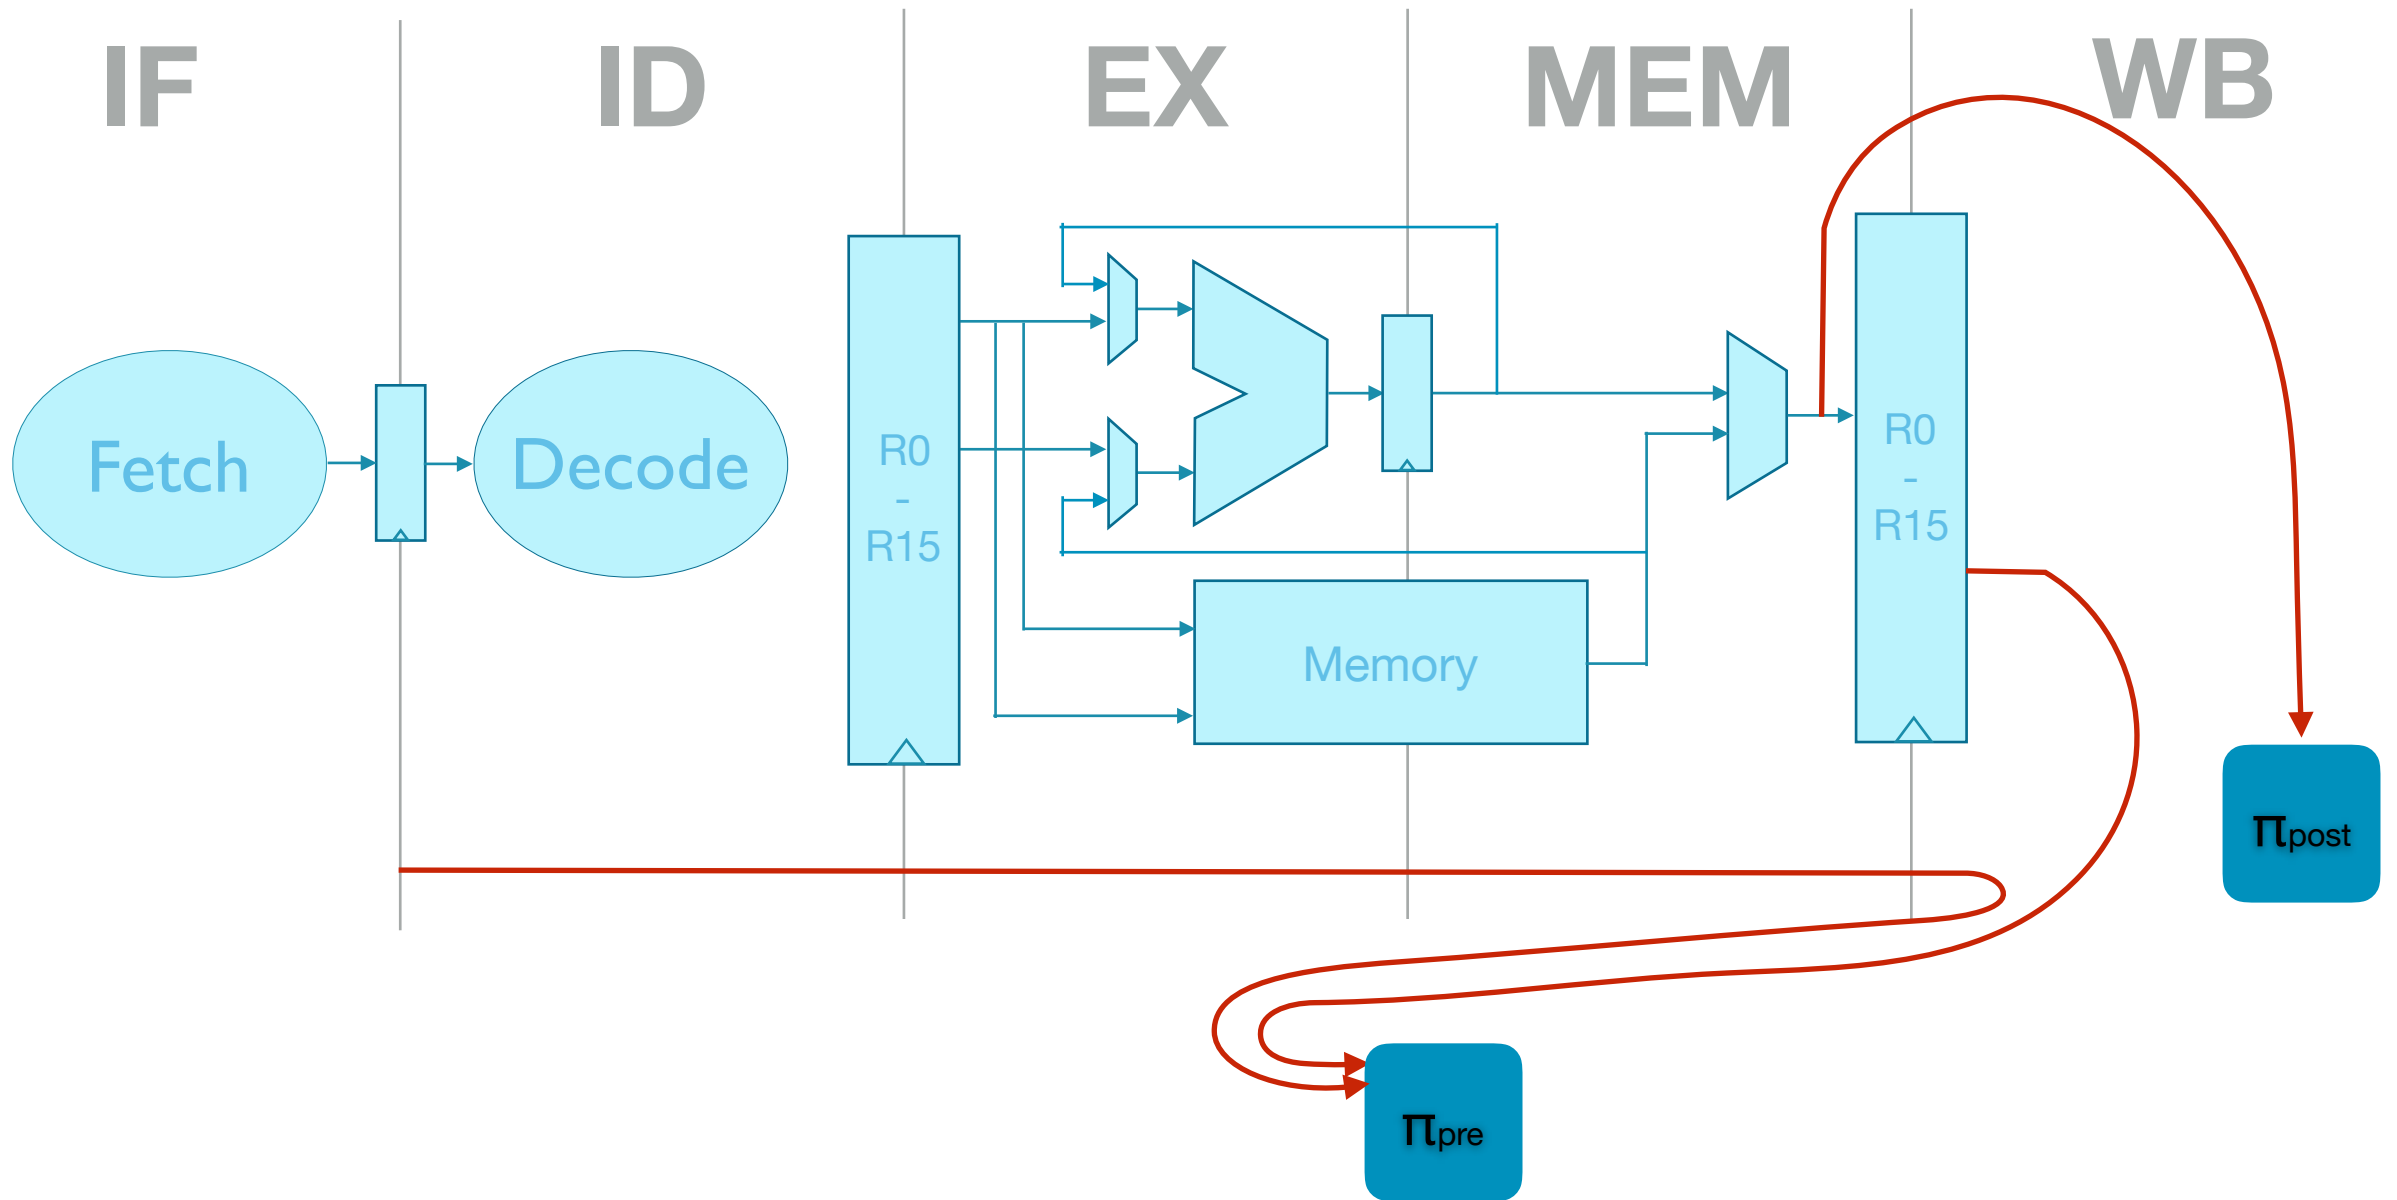 IF
ID
EX
MEM
WB
Fetch
Decode
R0
-
R15
Memory
R0
-
R15
πpost
πpre